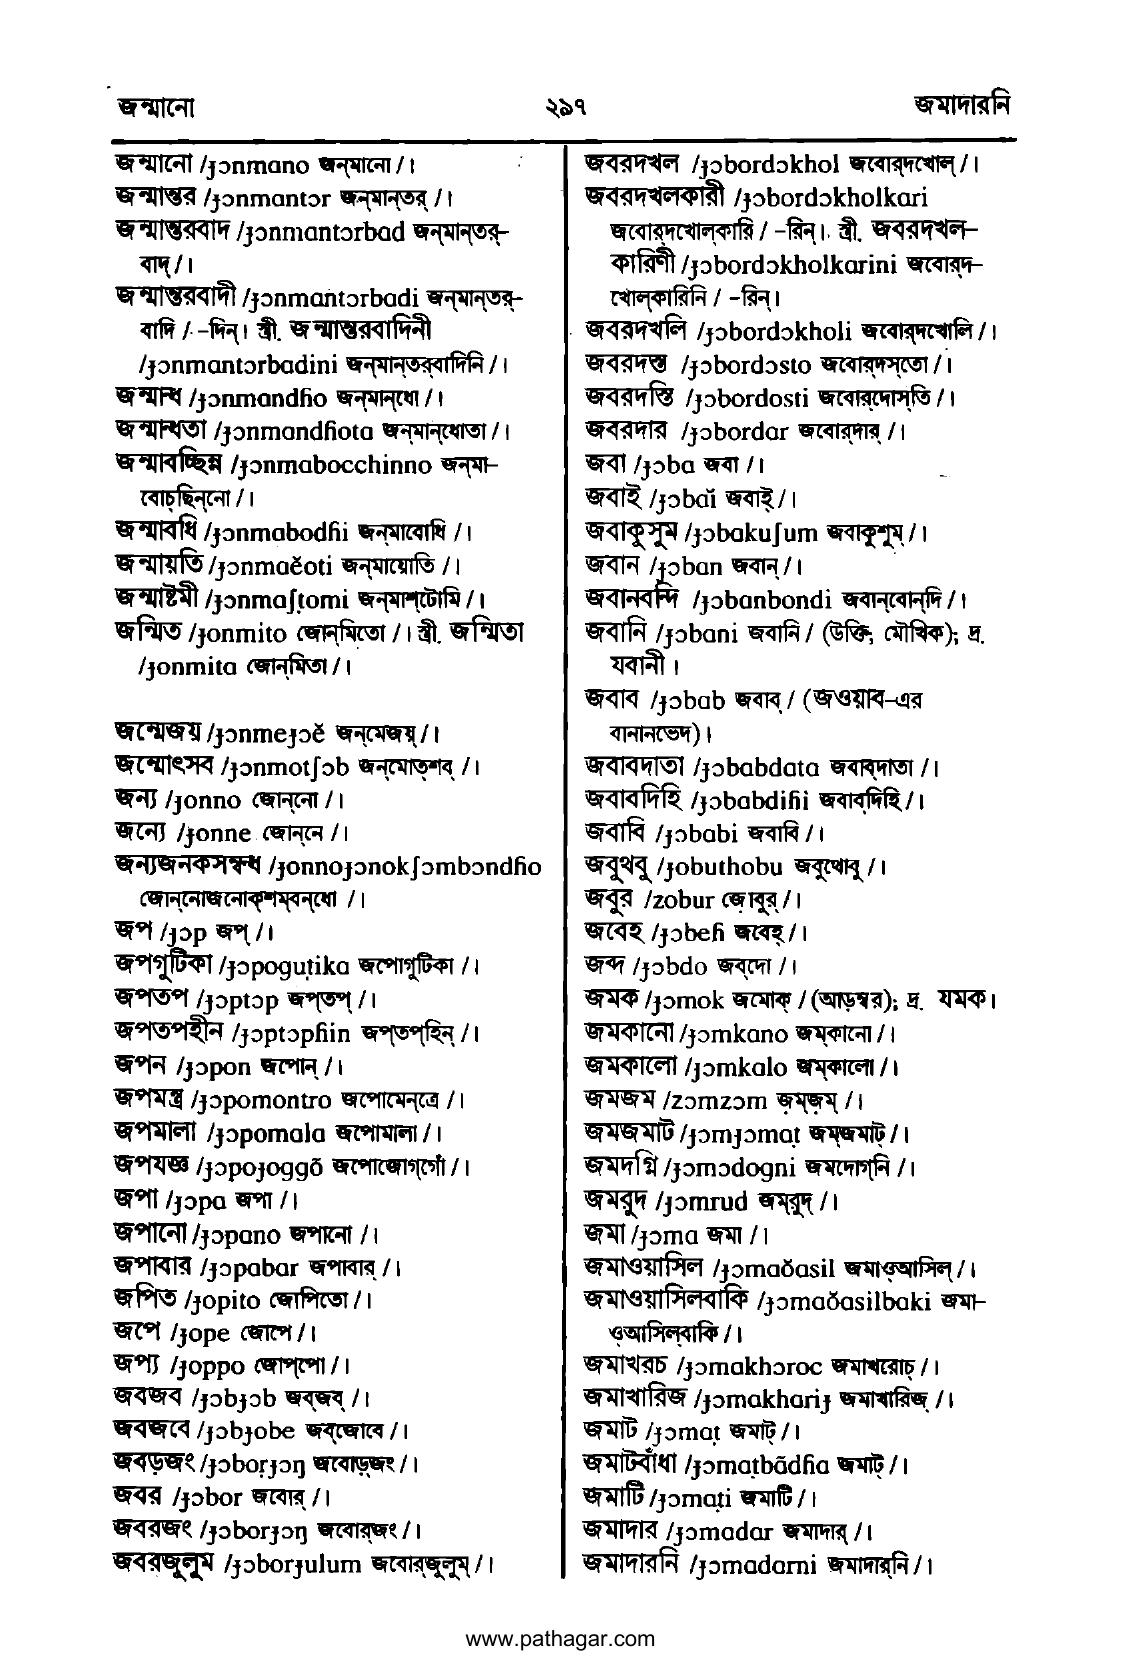 জন্মানো ২৯৭ জমাদারনি
জন্মানো /ɟɔnmano জন্‌মানো/।
জন্মান্তর /ɟɔnmantɔr জন্‌মান্‌তর্‌ /।
জন্মান্তরবাদ /ɟɔnmantɔrbad জন্‌মান্‌তর্‌–
বাদ্‌/।
জন্মান্তরবাদী /ɟɔnmantɔrbadi জন্‌মান্‌তর্‌–
বাদি /-দিন্‌। স্ত্রী. জন্মান্তরবাদিনী
/ɟɔnmantɔrbadini জন্‌মান্‌তর্‌বাদিনি/।
জন্মান্ধ /ɟɔnmandɦo জন্‌মান্‌ধো/।
জন্মান্ধতা /ɟɔnmandɦota জন্‌মান্‌ধোতা/।
জন্মাবচ্ছিন্ন /ɟɔnmabocchinno জন্‌মা–
বোচ্‌ছিন্‌নো/।
জন্মাবধি /ɟɔnmabodɦi জন্‌মাবোধি /।
জন্মায়তি /ɟɔnmaĕoti জন্‌মায়োতি /।
জন্মাষ্টমী /ɟɔnmaʃṭomi জন্‌মাশ্‌টোমি/।
জন্মিত /ɟonmito জোন্‌মিতো /। স্ত্রী. জন্মিতা
/ɟonmita জোন্‌মিতা/।
জন্মেজয় /ɟɔnmeɟɔĕ জন্‌মেজয়্‌/।
জন্মোৎসব /ɟɔnmotʃɔb জন্‌মোত্‌শব্‌ /।
জন্য /ɟonno জোন্‌নো /।
জন্যে /ɟonne জোন্‌নে /।
জন্যজনকসম্বন্ধ /ɟonnoɟɔnokʃɔmbɔndɦo
জোন্‌নোজনোক্‌শম্‌বন্‌ধো /।
জপ /ɟɔp জপ্‌ /।
জপগুটিকা /ɟɔpoguṭika জপোগুটিকা /।
জপতপ /ɟɔptɔp জপ্‌তপ্‌ /।
জপতপহীন /ɟɔptɔpɦin জপ্‌তপ্‌হিন্‌ /।
জপন /ɟɔpon জপোন্‌ /।
জপমন্ত্র /ɟɔpomontro জপোমোন্‌ত্রো /।
জপমালা /ɟɔpomala জপোমালা /।
জপযজ্ঞ /ɟɔpoɟoggõ জপোজোগ্‌গোঁ /।
জপা /ɟɔpa জপা /।
জপানো /ɟɔpano জপানো /।
জপাবার /ɟɔpabar জপাবার্‌ /।
জপিত /ɟopito জোপিতো/।
জপে /ɟope জোপে/।
জপ্য /ɟoppo জোপ্‌পো/।
জবজব /ɟɔbɟɔb জব্‌জব্‌ /।
জবজবে /ɟɔbɟobe জব্‌জোবে/।
জবড়জং /ɟɔboṛɟɔŋ জবোড়্‌জং/।
জবর /ɟɔbor জবোর্‌ /।
জবরজং /ɟɔborɟɔŋ জবোর্‌জং/।
জবরজুলুম /ɟɔborɟulum জবোর্‌জুলুম্‌/।
জবরদখল /ɟɔbordɔkhol জবোর্‌দখোল্‌/।
জবরদখলকারী /ɟɔbordɔkholkari
জবোর্‌দখোল্‌কারি / -রিন্‌। স্ত্রী. জবরদখল–
কারিণী /ɟɔbordɔkholkarini জবোর্‌দ–
খোল্‌কারিনি / -রিন্‌।
জবরদখলি /ɟɔbordɔkholi জবোর্‌দখোলি/।
জবরদস্ত /ɟɔbordɔsto জবোর্‌দস্‌তো/।
জবরদস্তি /ɟɔbordosti জবোর্‌দোস্‌তি/।
জবরদার /ɟɔbordar জবোর্‌দার্‌ /।
জবা /ɟɔba জবা /।
জবাই /ɟɔbaĭ জবাই্‌/।
জবাকুসুম /ɟɔbakuʃum জবাকুশুম্‌/।
জবান /ɟɔban জবান্‌/।
জবানবন্দি /ɟɔbanbondi জবান্‌বোন্‌দি/।
জবানি /ɟɔbani জবানি/ (উক্তি; মৌখিক); দ্র.
যবানী ।
জবাব /ɟɔbab জবাব্‌/ (জওয়াব–এর
বানানভেদ)।
জবাবদাতা /ɟɔbabdata জবাব্‌দাতা /।
জবাবদিহি /ɟɔbabdiɦi জবাব্‌দিহি/।
জবাবি /ɟɔbabi জবাবি /।
জবুথবু /ɟobuthobu জবুথোবু /।
জবুর /zobur জ়োবুর্‌/।
জবেহ /ɟɔbeɦ জবেহ্‌/।
জব্দ /ɟɔbdo জব্‌দো /।
জমক /ɟɔmok জমোক্‌ / (আড়ম্বর); দ্র. যমক।
জমকানো /ɟɔmkano জম্‌কানো/।
জমকালো /ɟɔmkalo জম্‌কালো /।
জমজম /zɔmzɔm জ়ম্‌জ়ম্‌ /।
জমজমাট /ɟɔmɟɔmaṭ জম্‌জমাট্‌/।
জমদগ্নি /ɟɔmɔdogni জমদোগ্‌নি /।
জমরুদ /ɟɔmrud জম্‌রুদ্‌ /।
জমা /ɟɔma জমা /।
জমাওয়াসিল /ɟɔmaŏasil জমাও্‌আসিল্‌/।
জমাওয়াসিলবাকি /ɟɔmaŏasilbaki জমা–
ও্‌আসিল্‌বাকি /।
জমাখরচ /ɟɔmakhɔroc জমাখরোচ্‌ /।
জমাখারিজ /ɟɔmakhariɟ জমাখারিজ্‌ /।
জমাট /ɟɔmaṭ জমাট্‌ /।
জমাটবাঁধা /ɟɔmaṭbãdɦa জমাট্‌ /।
জমাটি /ɟɔmaṭi জমাটি /।
জমাদার /ɟɔmadar জমাদার্‌ /।
জমাদারনি /ɟɔmadarni জমাদার্‌নি/।
www.pathagar.com